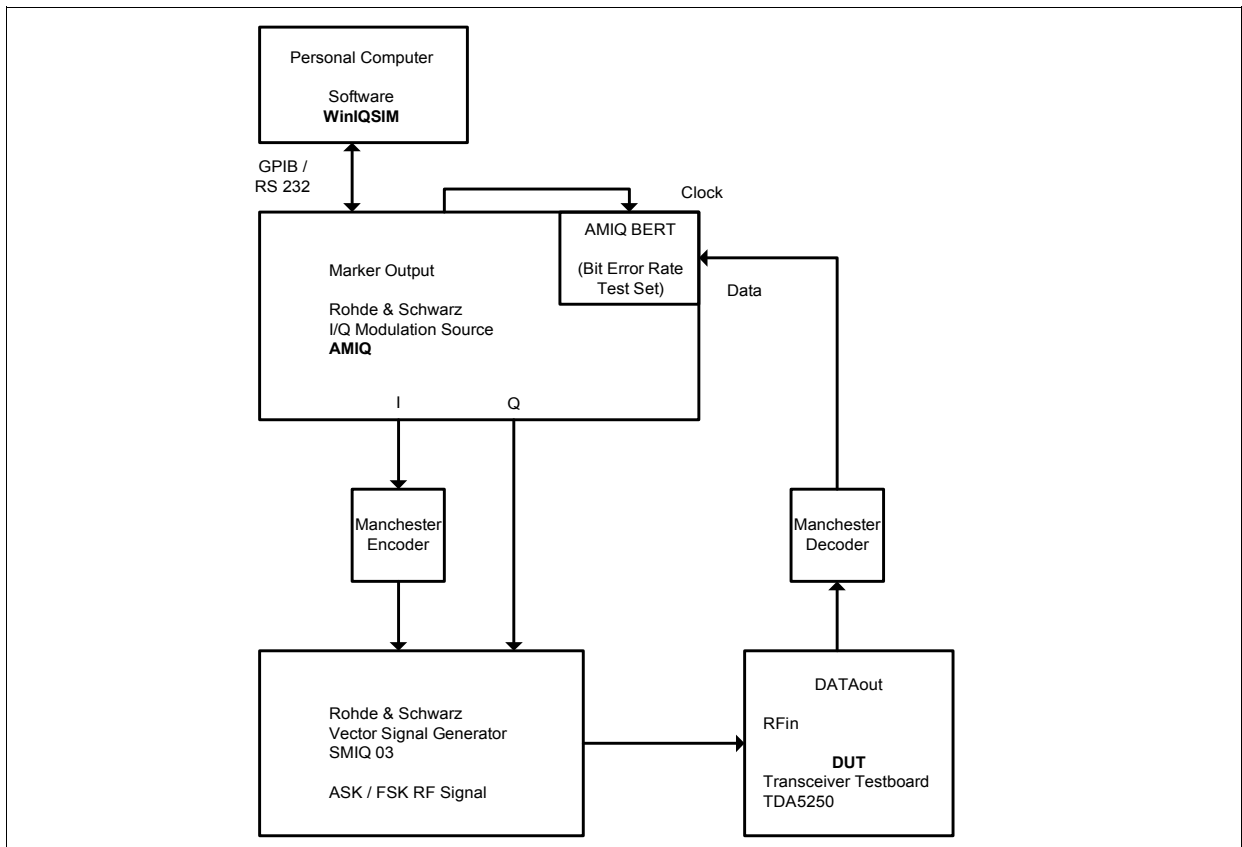 Personal Computer
Software
WinIQSIM
GPIB /
RS 232
Clock
AMIQ BERT
(Bit Error Rate
Test Set)
Data
Marker Output
Rohde & Schwarz
I/Q Modulation Source
AMIQ
I
Q
Manchester
Encoder
Manchester
Decoder
Rohde & Schwarz
Vector Signal Generator
SMIQ 03
ASK / FSK RF Signal
DATAout
RFin
DUT
Transceiver Testboard
TDA5250